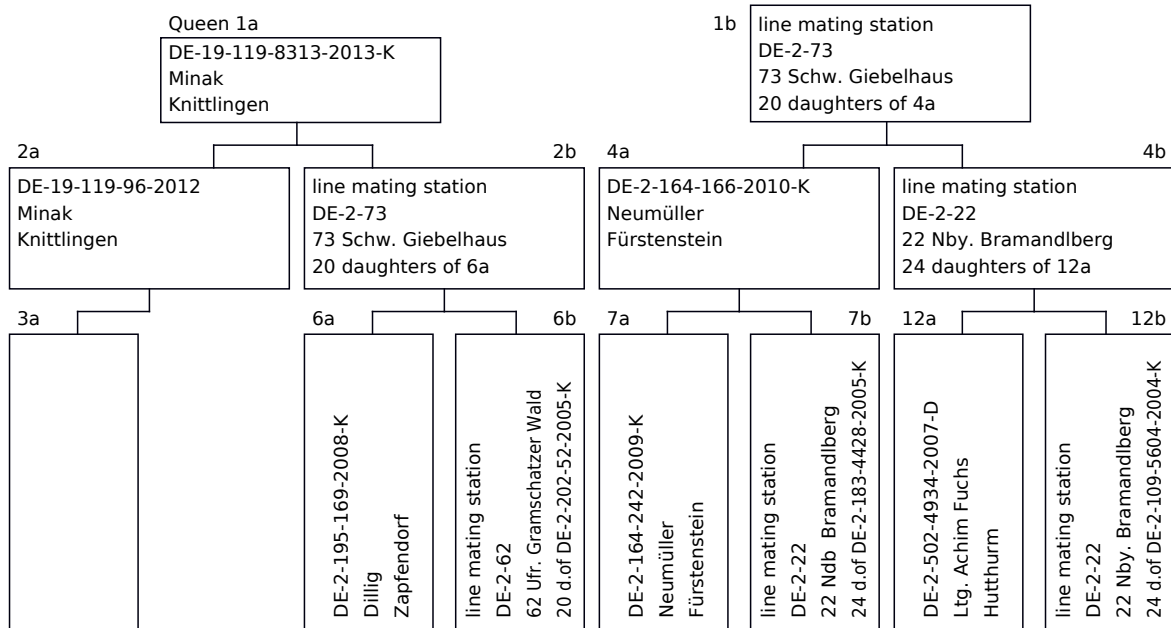 Queen 1a
DE-19-119-8313-2013-K
Minak
Knittlingen
1b
line mating station
DE-2-73
73 Schw. Giebelhaus
20 daughters of 4a
2a
DE-19-119-96-2012
Minak
Knittlingen
2b
line mating station
DE-2-73
73 Schw. Giebelhaus
20 daughters of 6a
4a
DE-2-164-166-2010-K
Neumüller
Fürstenstein
4b
line mating station
DE-2-22
22 Nby. Bramandlberg
24 daughters of 12a
3a
6a
DE-2-195-169-2008-K
Dillig
Zapfendorf
6b
line mating station
DE-2-62
62 Ufr. Gramschatzer Wald
20 d.of DE-2-202-52-2005-K
7a
DE-2-164-242-2009-K
Neumüller
Fürstenstein
7b
line mating station
DE-2-22
22 Ndb Bramandlberg
24 d.of DE-2-183-4428-2005-K
12a
DE-2-502-4934-2007-D
Ltg. Achim Fuchs
Hutthurm
12b
line mating station
DE-2-22
22 Nby. Bramandlberg
24 d.of DE-2-109-5604-2004-K